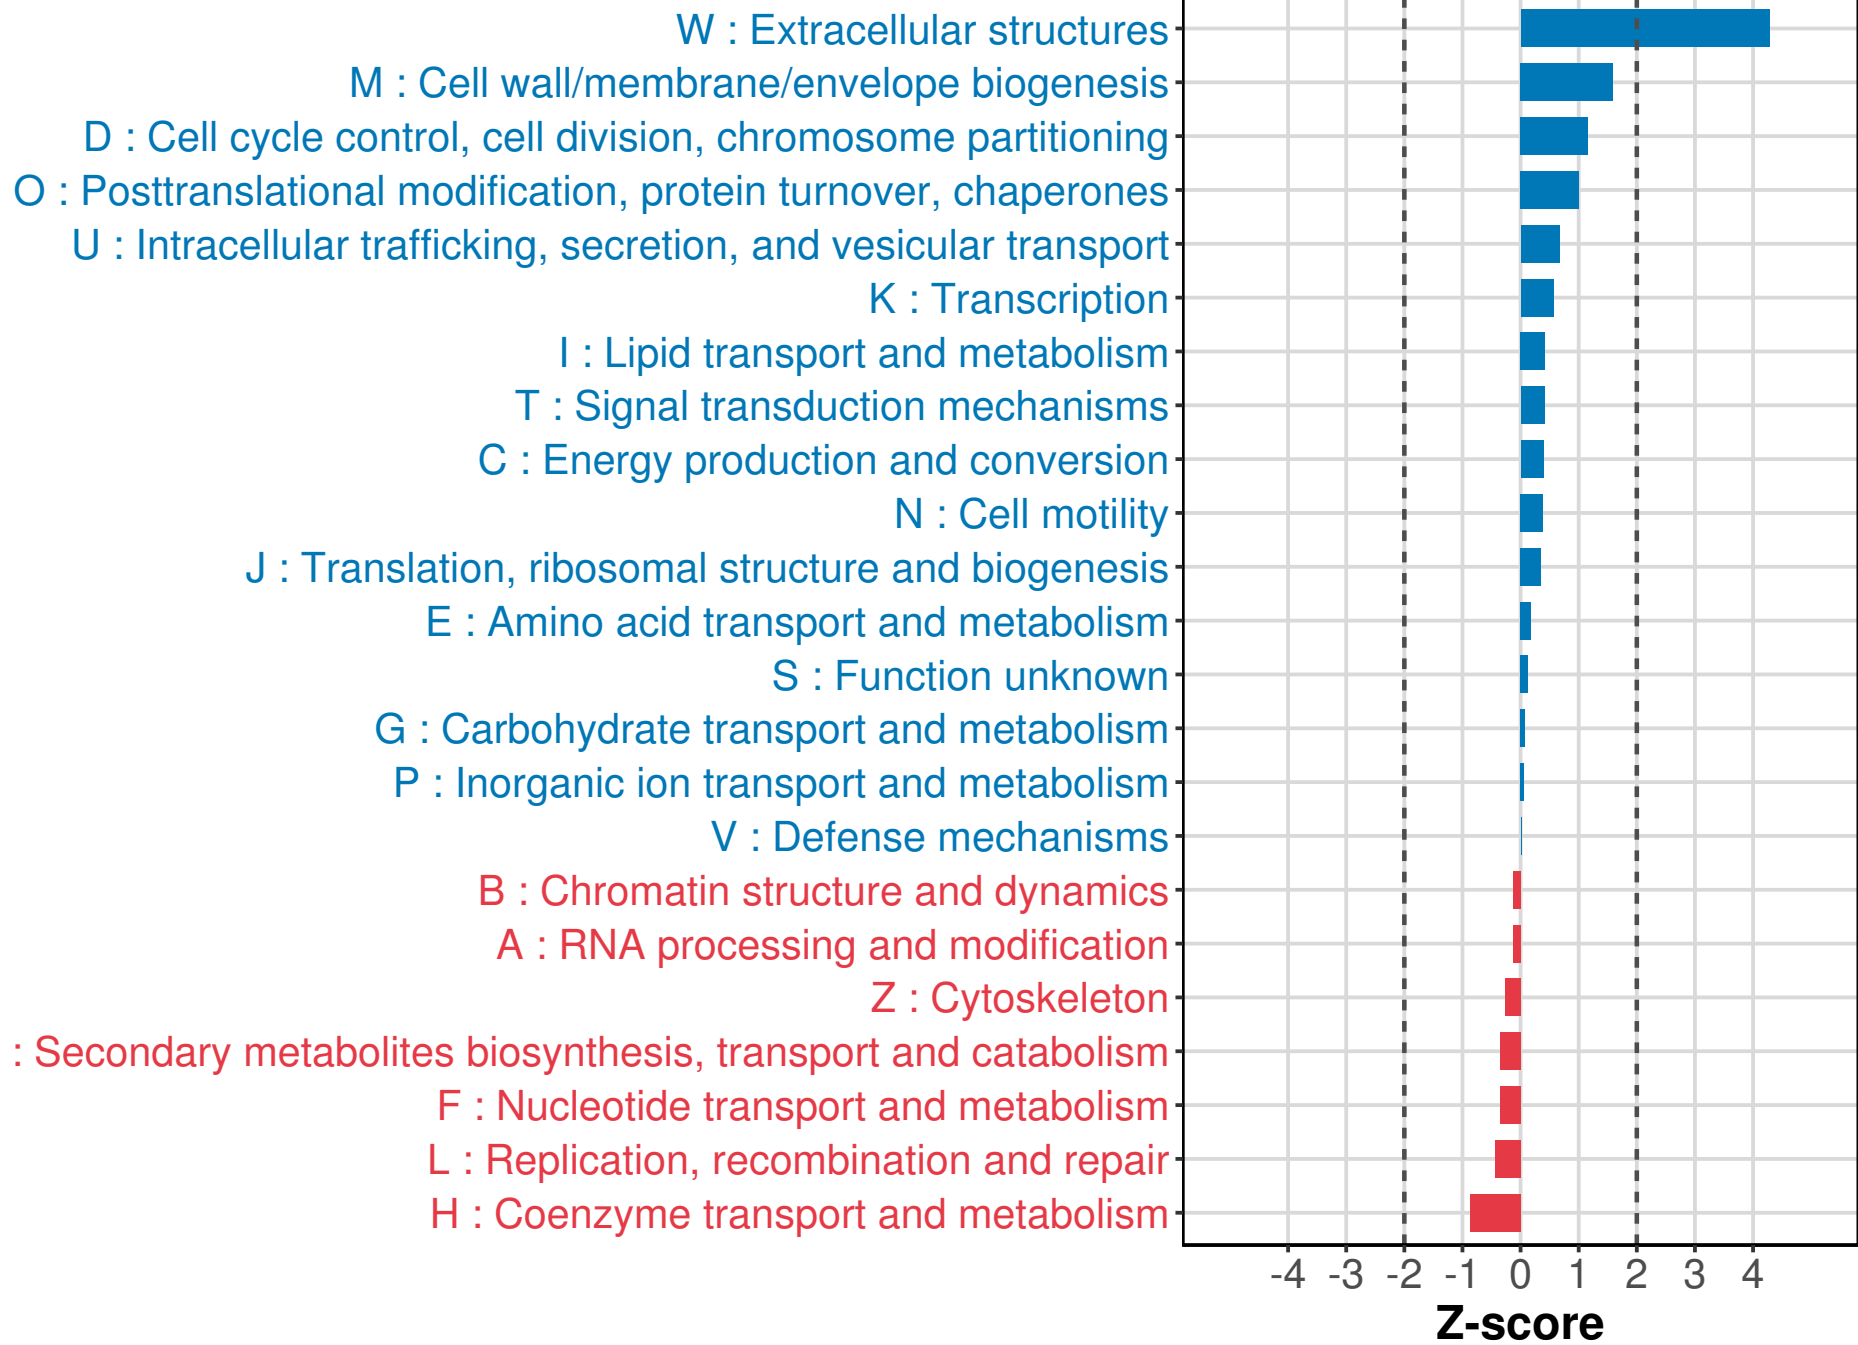 W : Extracellular structures
M : Cell wall/membrane/envelope biogenesis
D : Cell cycle control, cell division, chromosome partitioning
O : Posttranslational modification, protein turnover, chaperones
U : Intracellular trafficking, secretion, and vesicular transport
K : Transcription
I : Lipid transport and metabolism
T : Signal transduction mechanisms
C : Energy production and conversion
N : Cell motility
J : Translation, ribosomal structure and biogenesis
E : Amino acid transport and metabolism
S : Function unknown
G : Carbohydrate transport and metabolism
P : Inorganic ion transport and metabolism
V : Defense mechanisms
B : Chromatin structure and dynamics
A : RNA processing and modification
Z : Cytoskeleton
: Secondary metabolites biosynthesis, transport and catabolism
F : Nucleotide transport and metabolism
L : Replication, recombination and repair
H : Coenzyme transport and metabolism
-4 -3 -2 -1 0 1 2 3 4
Z-score